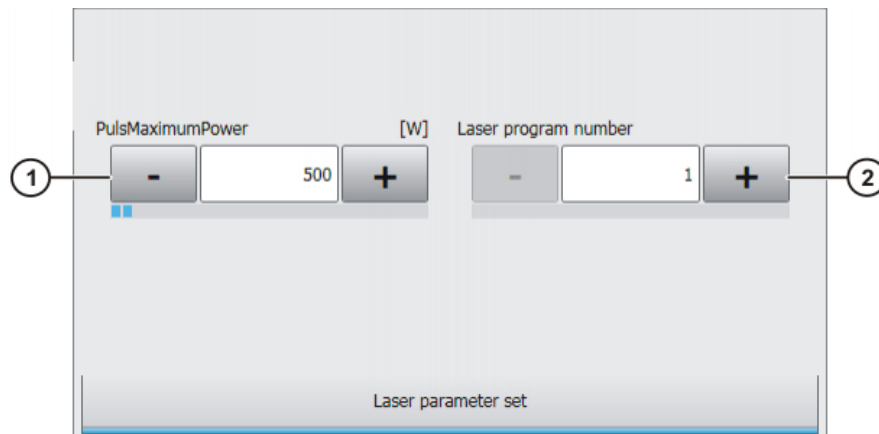 PulsMaximumPower [W] Laser program number
1 - 500 + - 1 + 2
Laser parameter set